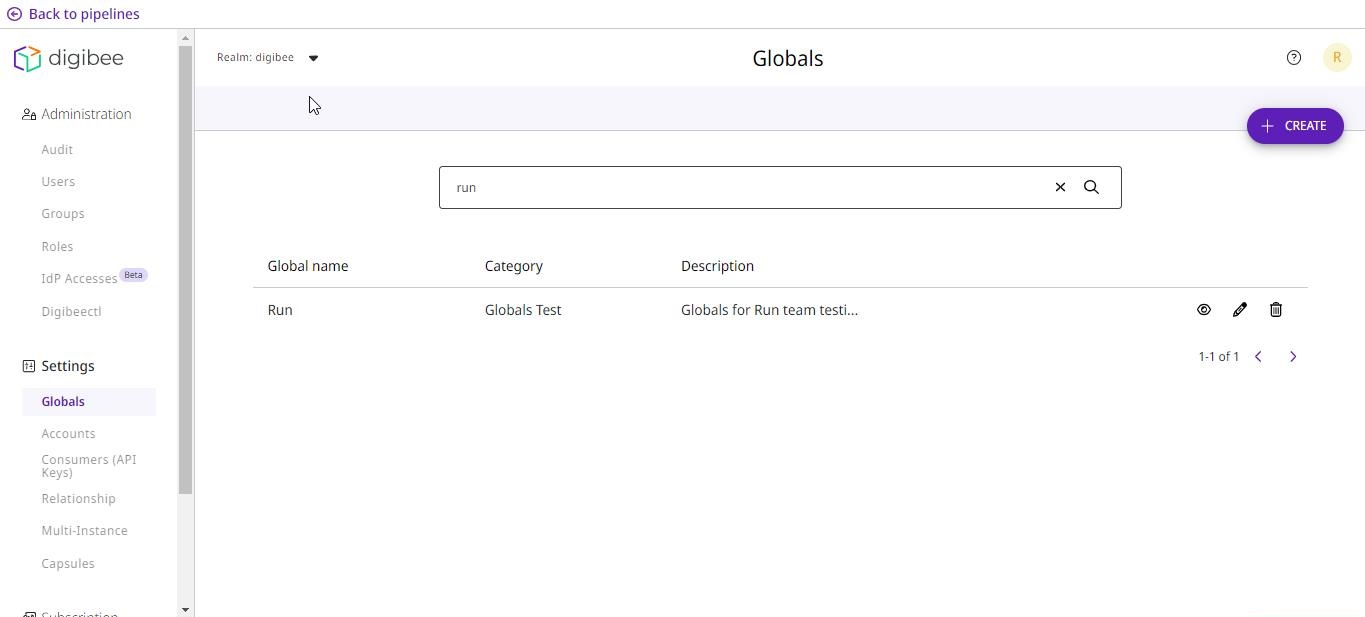 Back to pipelines
digibee
Realm: digibee
Globals
R
Administration
Audit
Users
Groups
Roles
IdP Accesses Beta
Digibeectl
Settings
Globals
Accounts
Consumers (API
Keys)
Relationship
Multi-Instance
Capsules
Subscription
CREATE
run
Global name Category Description
Run Globals Test Globals for Run team testi...
1-1 of 1